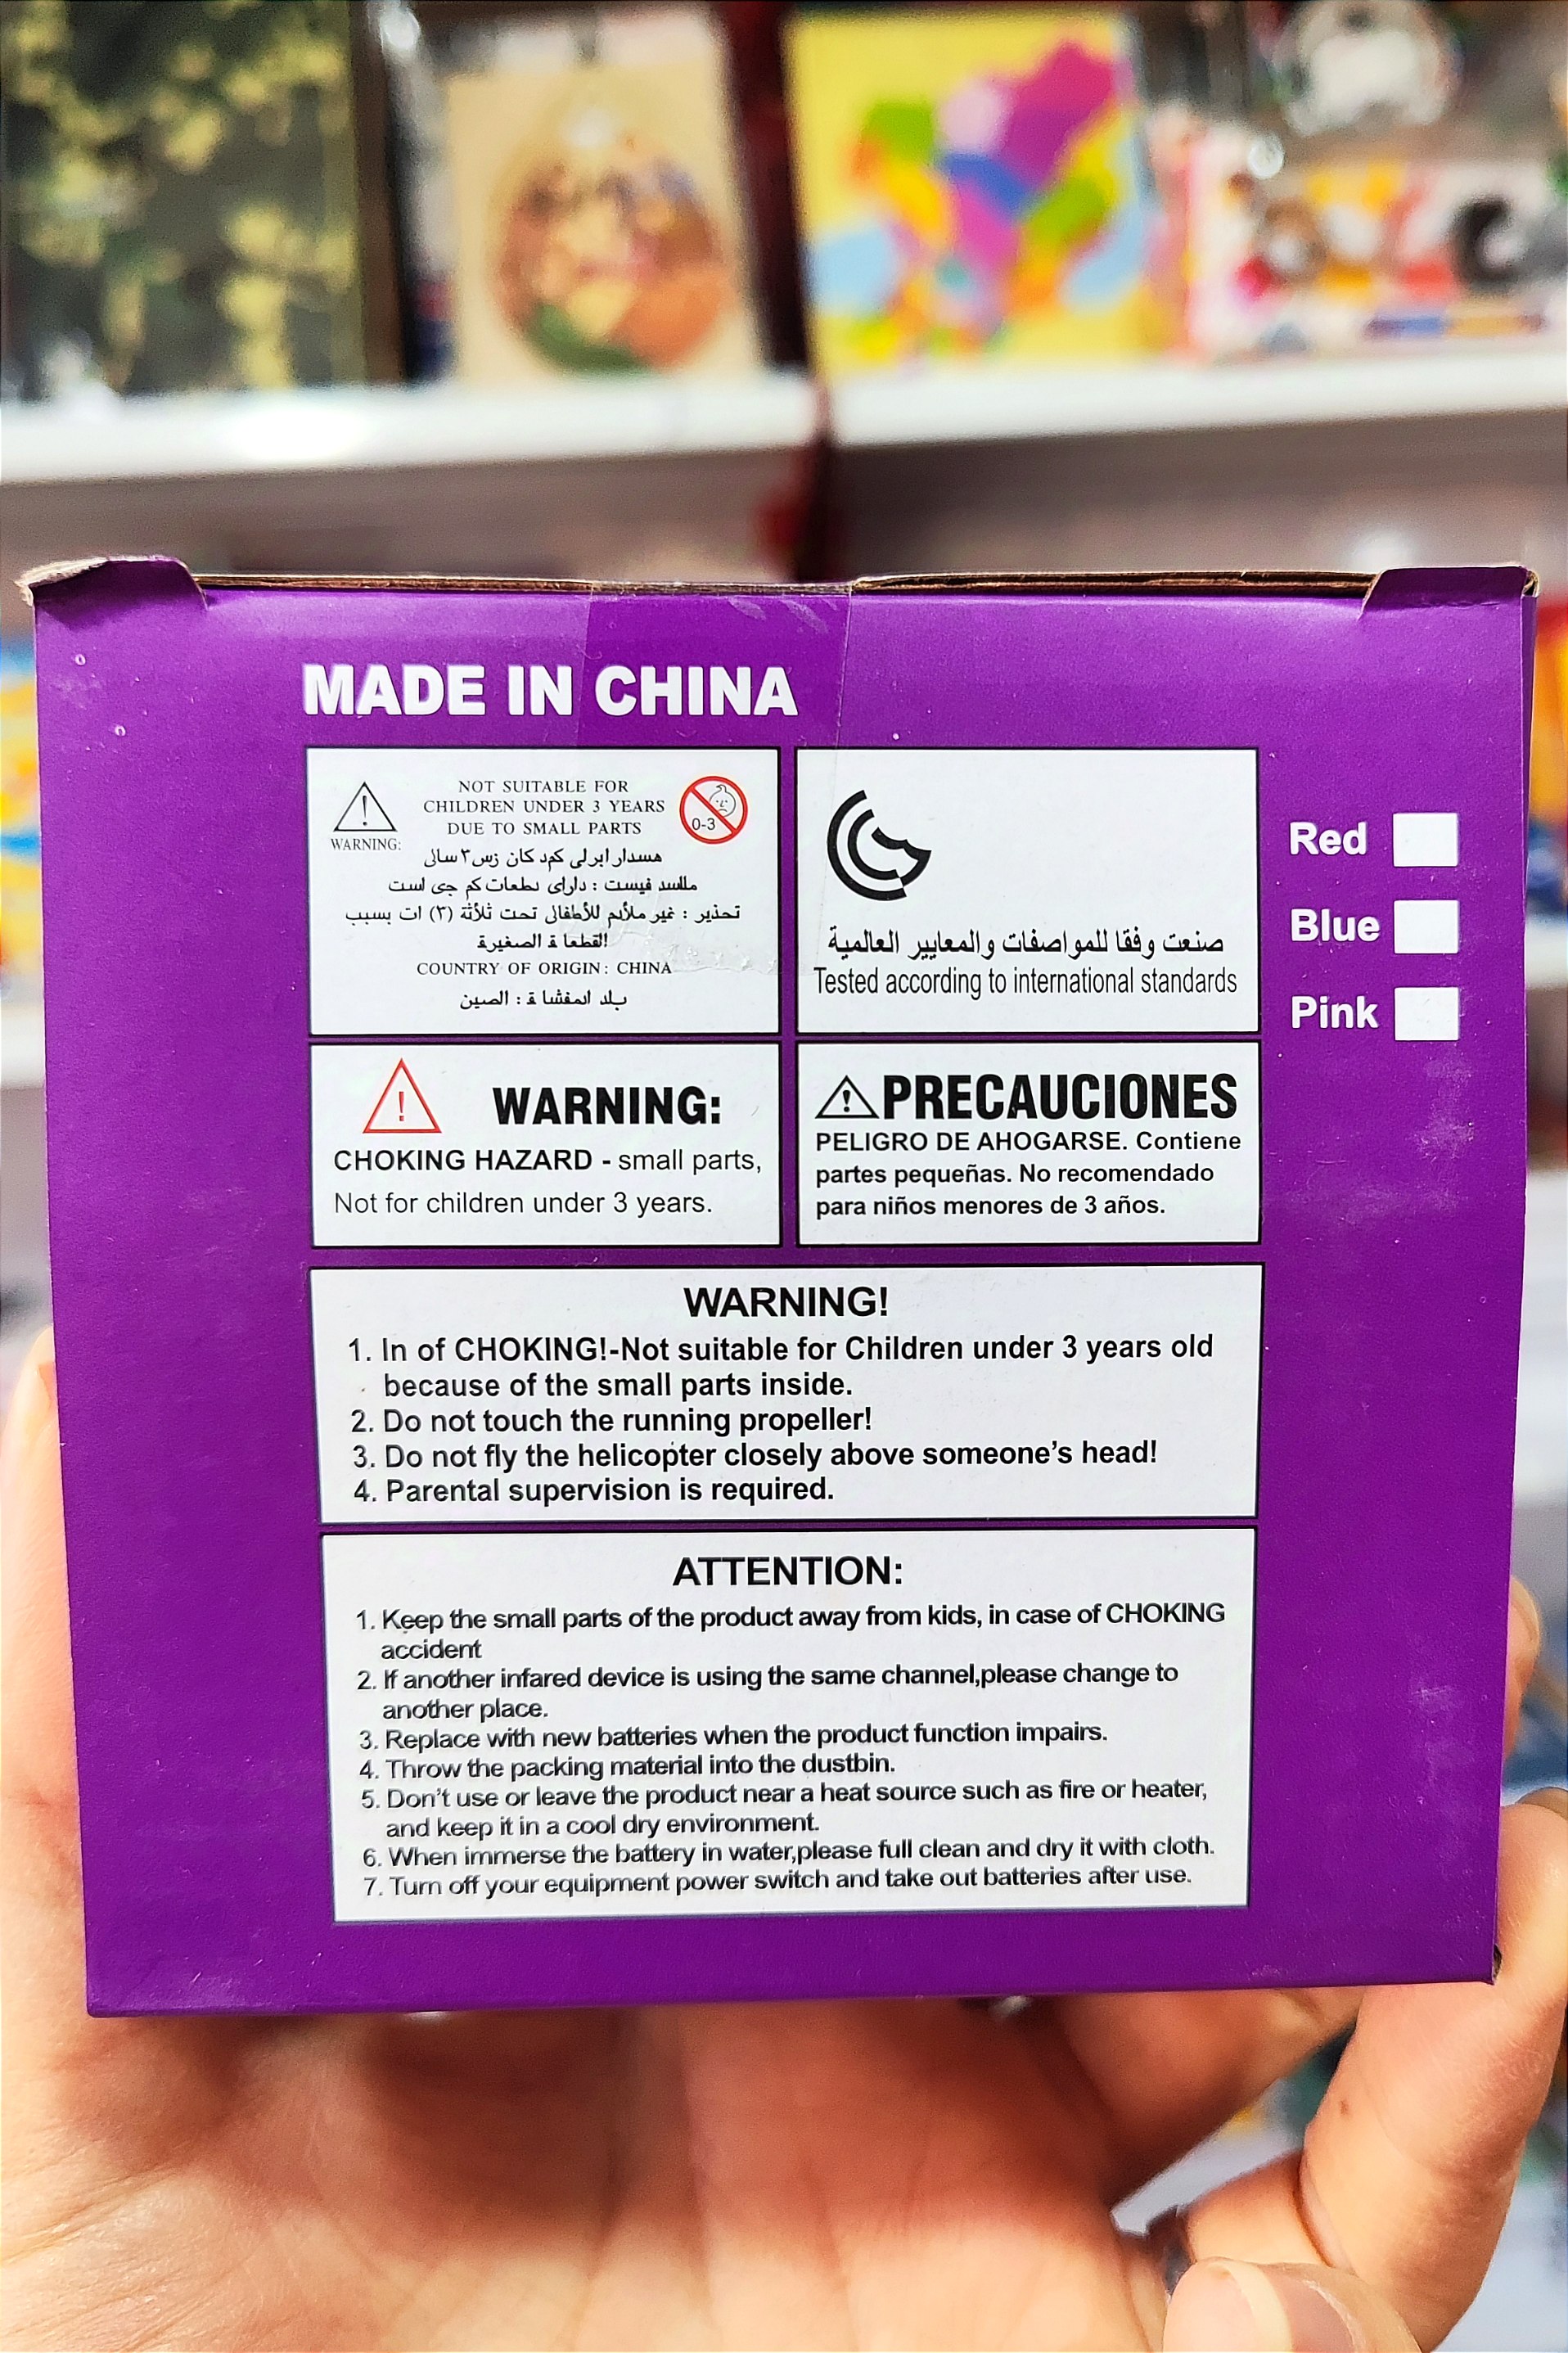 MADE IN CHINA
NOT SUITABLE FOR
CHILDREN UNDER 3 YEARS
DUE TO SMALL PARTS
WARNING:
0-3
هسدار ابرلی کم‌د کان زس ۳ سالی
ملسد فیست : دارای نطعات کم جی است
تحذير : غير ملائم للأطفال تحت ثلاثة (٣) ات بسبب
القطعا ة الصغيرة
COUNTRY OF ORIGIN: CHINA
بلد المفشا ة : الصين
صنعت وفقا للمواصفات والمعايير العالمية
Tested according to international standards
Red
Blue
Pink
WARNING:
CHOKING HAZARD - small parts,
Not for children under 3 years.
PRECAUCIONES
PELIGRO DE AHOGARSE. Contiene
partes pequeñas. No recomendado
para niños menores de 3 años.
WARNING!
1. In of CHOKING!-Not suitable for Children under 3 years old
because of the small parts inside.
2. Do not touch the running propeller!
3. Do not fly the helicopter closely above someone's head!
4. Parental supervision is required.
ATTENTION:
1. Keep the small parts of the product away from kids, in case of CHOKING
accident
2. If another infared device is using the same channel,please change to
another place.
3. Replace with new batteries when the product function impairs.
4. Throw the packing material into the dustbin.
5. Don't use or leave the product near a heat source such as fire or heater,
and keep it in a cool dry environment.
6. When immerse the battery in water,please full clean and dry it with cloth.
7. Turn off your equipment power switch and take out batteries after use.